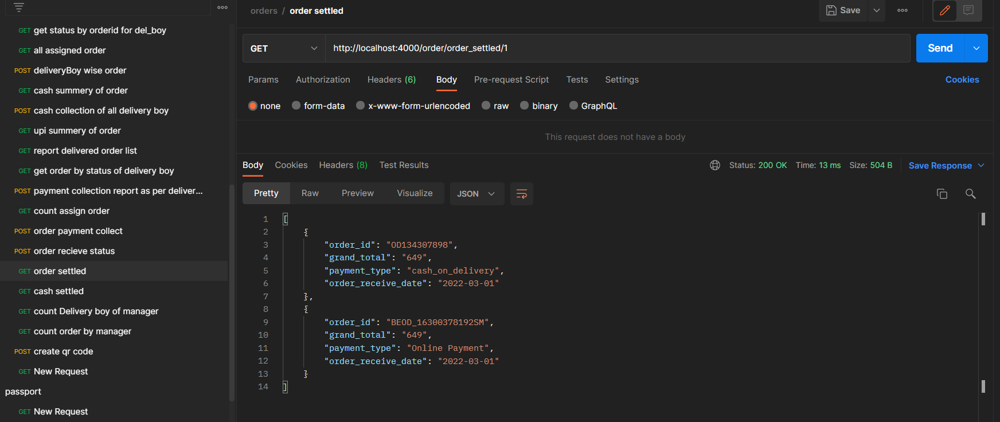 GET get status by orderid for del_boy
GET all assigned order
POST deliveryBoy wise order
GET cash summery of order
POST cash collection of all delivery boy
GET upi summery of order
GET report delivered order list
GET get order by status of delivery boy
POST payment collection report as per deliver...
GET count assign order
POST order payment collect
POST order recieve status
GET order settled
GET cash settled
GET count Delivery boy of manager
GET count order by manager
POST create qr code
GET New Request
passport
GET New Request
orders / order settled
Save
GET http://localhost:4000/order/order_settled/1 Send
Params Authorization Headers (6) Body Pre-request Script Tests Settings Cookies
none form-data x-www-form-urlencoded raw binary GraphQL
This request does not have a body
Body Cookies Headers (8) Test Results Status: 200 OK Time: 13 ms Size: 504 B Save Response
Pretty Raw Preview Visualize JSON
1 [
2 {
3 "order_id": "OD134307898",
4 "grand_total": "649",
5 "payment_type": "cash_on_delivery",
6 "order_receive_date": "2022-03-01"
7 },
8 {
9 "order_id": "BEOD_16300378192SM",
10 "grand_total": "649",
11 "payment_type": "Online Payment",
12 "order_receive_date": "2022-03-01"
13 }
14 ]